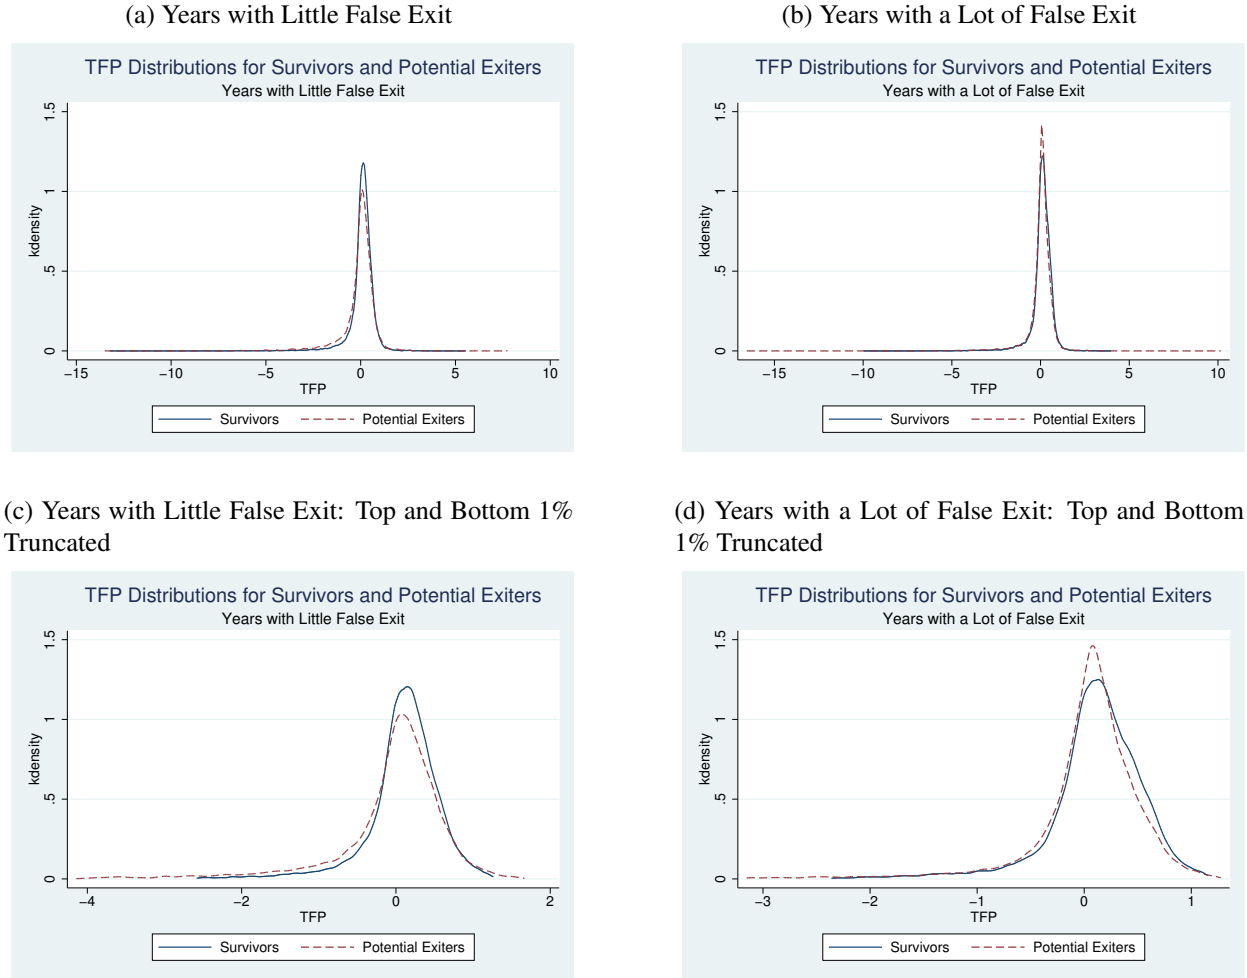 (a) Years with Little False Exit
TFP Distributions for Survivors and Potential Exiters
Years with Little False Exit
kdensity
0
.5
1
1.5
−15
−10
−5
0
5
10
TFP
Survivors
Potential Exiters
(b) Years with a Lot of False Exit
TFP Distributions for Survivors and Potential Exiters
Years with a Lot of False Exit
kdensity
0
.5
1
1.5
−15
−10
−5
0
5
10
TFP
Survivors
Potential Exiters
(c) Years with Little False Exit: Top and Bottom 1%
Truncated
TFP Distributions for Survivors and Potential Exiters
Years with Little False Exit
kdensity
0
.5
1
1.5
−4
−2
0
2
TFP
Survivors
Potential Exiters
(d) Years with a Lot of False Exit: Top and Bottom
1% Truncated
TFP Distributions for Survivors and Potential Exiters
Years with a Lot of False Exit
kdensity
0
.5
1
1.5
−3
−2
−1
0
1
TFP
Survivors
Potential Exiters